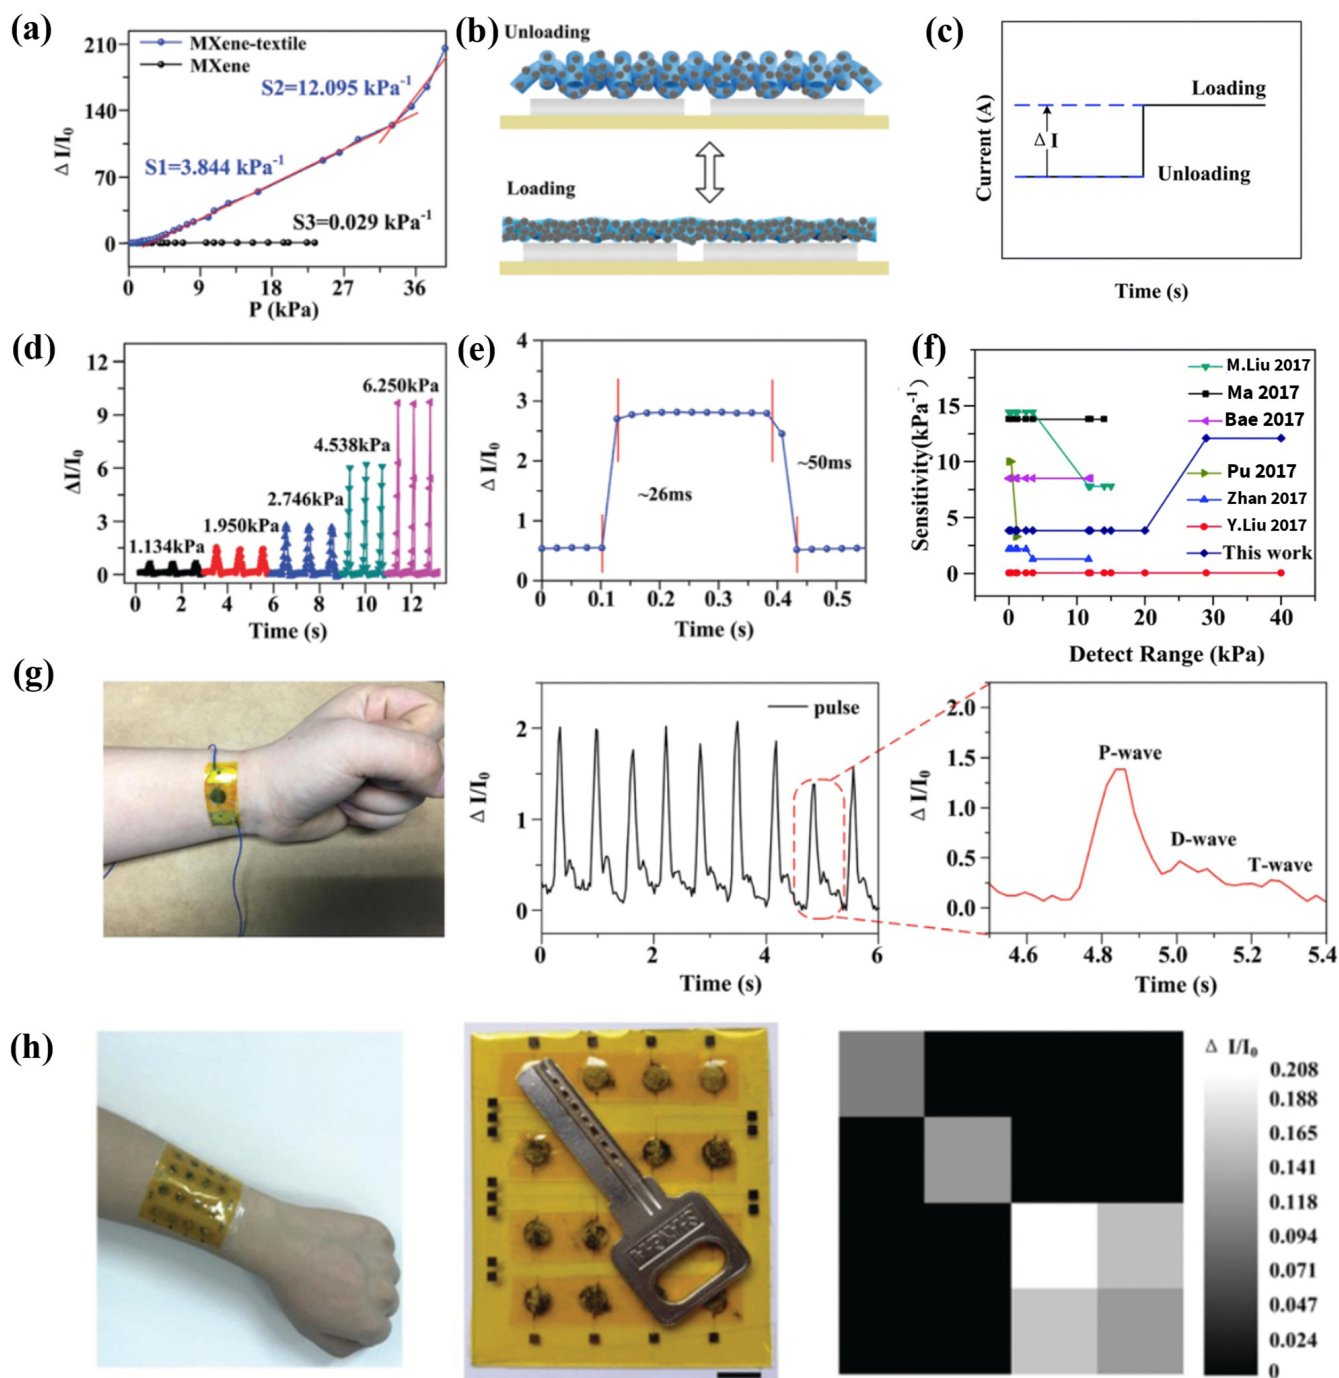 (a)
210
140
70
0
Δ I/I0
MXene-textile
MXene
S2=12.095 kPa-1
S1=3.844 kPa-1
S3=0.029 kPa-1
0 9 18 27 36
P (kPa)
(b)
Unloading
Loading
(c)
Current (A)
Δ I
Loading
Unloading
Time (s)
(d)
12
9
6
3
0
ΔI/I0
1.134kPa
1.950kPa
2.746kPa
4.538kPa
6.250kPa
0 2 4 6 8 10 12
Time (s)
(e)
4
3
2
1
0
Δ I/I0
~26ms
~50ms
0 0.1 0.2 0.3 0.4 0.5
Time (s)
(f)
15
10
5
0
Sensitivity(kPa-1)
M.Liu 2017
Ma 2017
Bae 2017
Pu 2017
Zhan 2017
Y.Liu 2017
This work
0 10 20 30 40
Detect Range (kPa)
(g)
2
1
0
Δ I/I0
pulse
0 2 4 6
Time (s)
2.0
1.5
1.0
0.5
0.0
Δ I/I0
P-wave
D-wave
T-wave
4.6 4.8 5.0 5.2 5.4
Time (s)
(h)
Δ I/I0
0.208
0.188
0.165
0.141
0.118
0.094
0.071
0.047
0.024
0